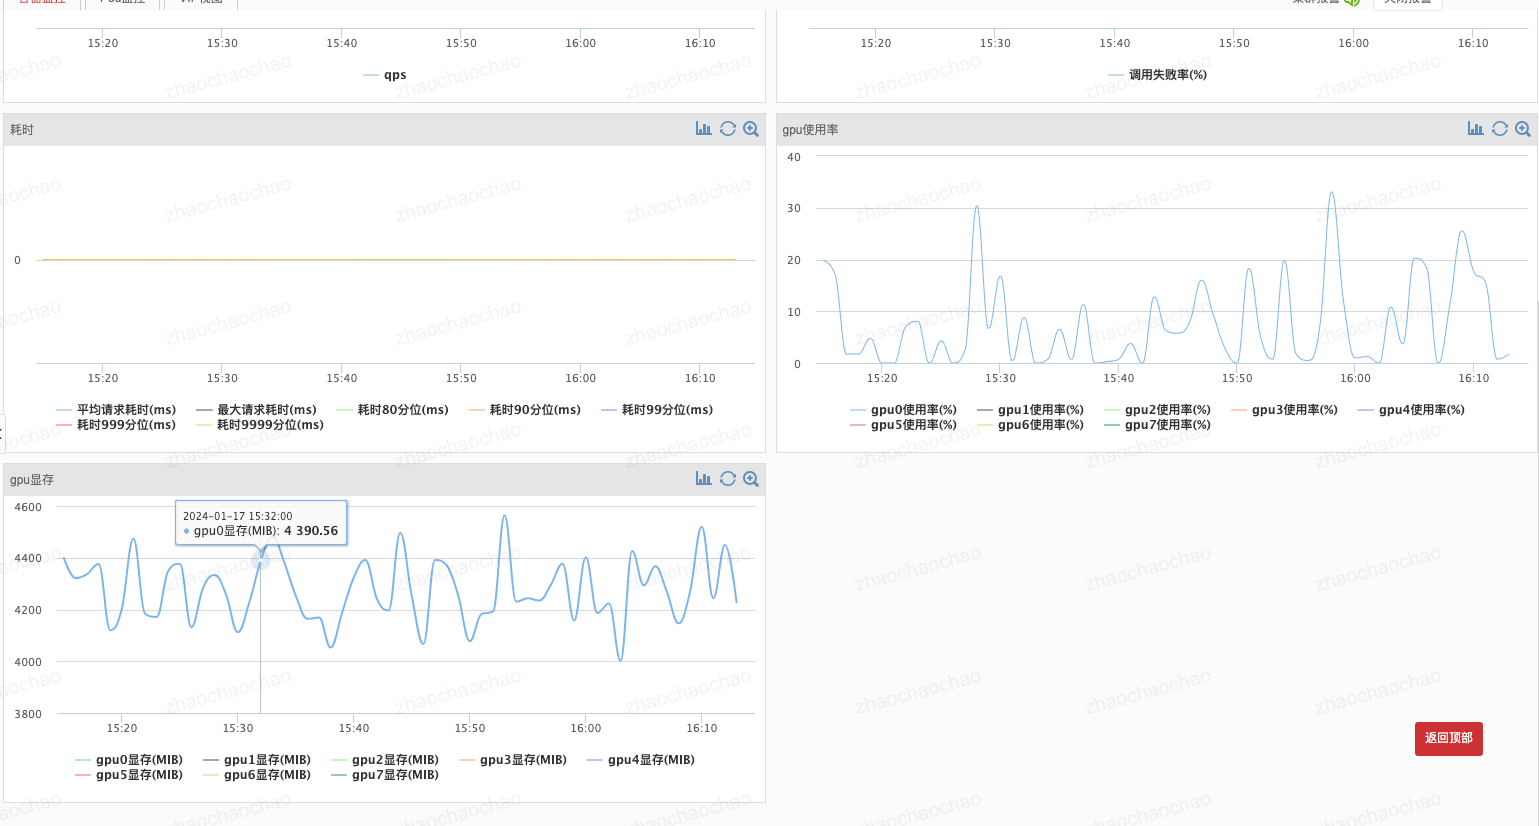 15:20 15:30 15:40 15:50 16:00 16:10
qps
15:20 15:30 15:40 15:50 16:00 16:10
调用失败率(%)
耗时
0
15:20 15:30 15:40 15:50 16:00 16:10
平均请求耗时(ms) 最大请求耗时(ms) 耗时80分位(ms) 耗时90分位(ms) 耗时99分位(ms)
耗时999分位(ms) 耗时9999分位(ms)
gpu使用率
40
30
20
10
0
15:20 15:30 15:40 15:50 16:00 16:10
gpu0使用率(%) gpu1使用率(%) gpu2使用率(%) gpu3使用率(%) gpu4使用率(%)
gpu5使用率(%) gpu6使用率(%) gpu7使用率(%)
gpu显存
4600
4400
4200
4000
3800
2024-01-17 15:32:00
gpu0显存(MIB): 4 390.56
15:20 15:30 15:40 15:50 16:00 16:10
gpu0显存(MIB) gpu1显存(MIB) gpu2显存(MIB) gpu3显存(MIB) gpu4显存(MIB)
gpu5显存(MIB) gpu6显存(MIB) gpu7显存(MIB)
返回顶部
zhaochaochao